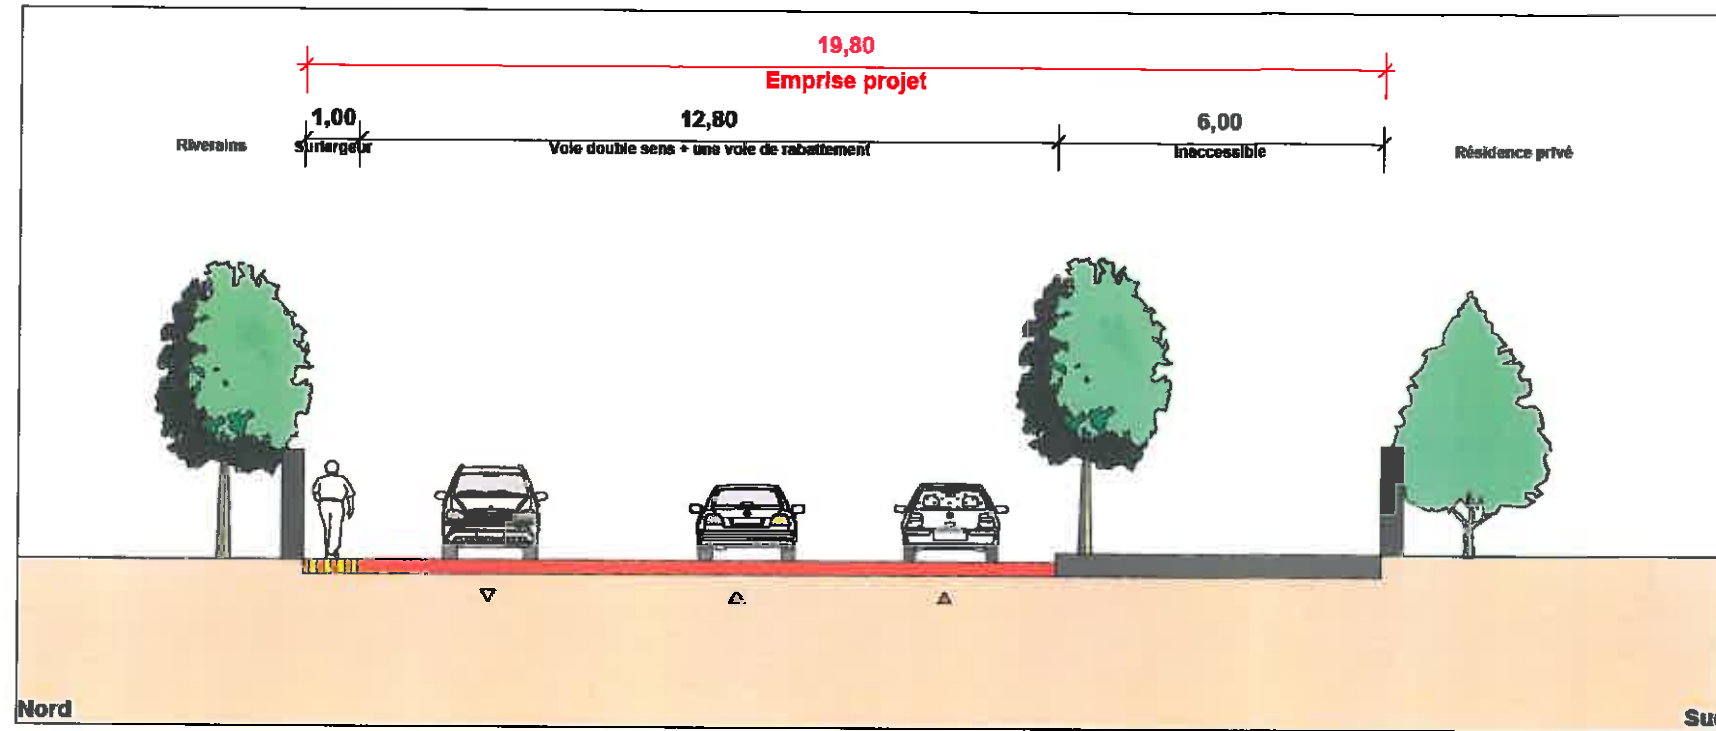 19,80
Emprise projet
1,00
12,80
6,00
Riverains
Surlargeur
Voie double sens + une voie de rabattement
Inaccessible
Résidence privé
Nord
Sud